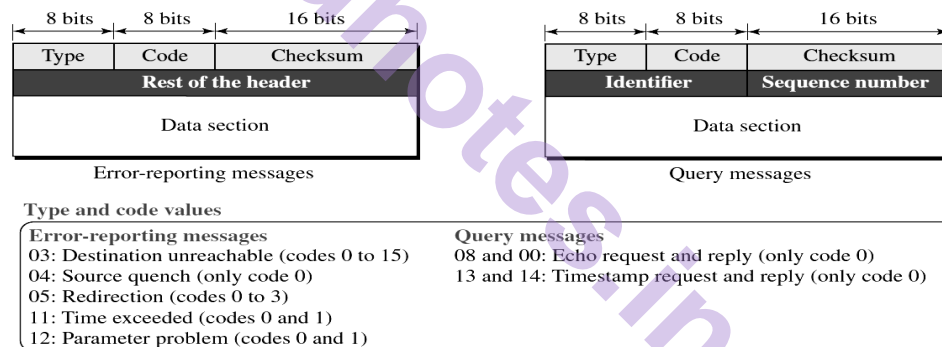 8 bits 8 bits 16 bits
Type Code Checksum
Rest of the header
Data section
Error-reporting messages
8 bits 8 bits 16 bits
Type Code Checksum
Identifier Sequence number
Data section
Query messages
Type and code values
Error-reporting messages
03: Destination unreachable (codes 0 to 15)
04: Source quench (only code 0)
05: Redirection (codes 0 to 3)
11: Time exceeded (codes 0 and 1)
12: Parameter problem (codes 0 and 1)
Query messages
08 and 00: Echo request and reply (only code 0)
13 and 14: Timestamp request and reply (only code 0)
notes.in